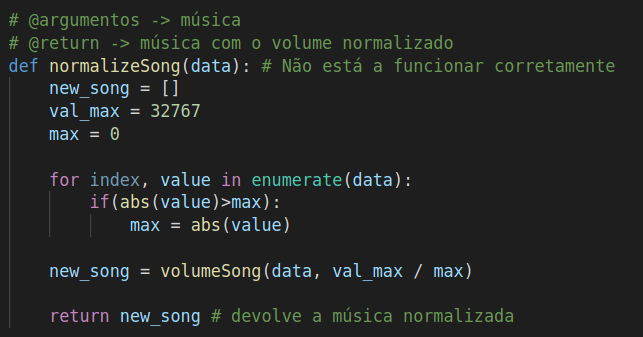 # @argumentos -> música
# @return -> música com o volume normalizado
def normalizeSong(data): # Não está a funcionar corretamente
    new_song = []
    val_max = 32767
    max = 0
    for index, value in enumerate(data):
        if(abs(value)>max):
            max = abs(value)
    new_song = volumeSong(data, val_max / max)
    return new_song # devolve a música normalizada